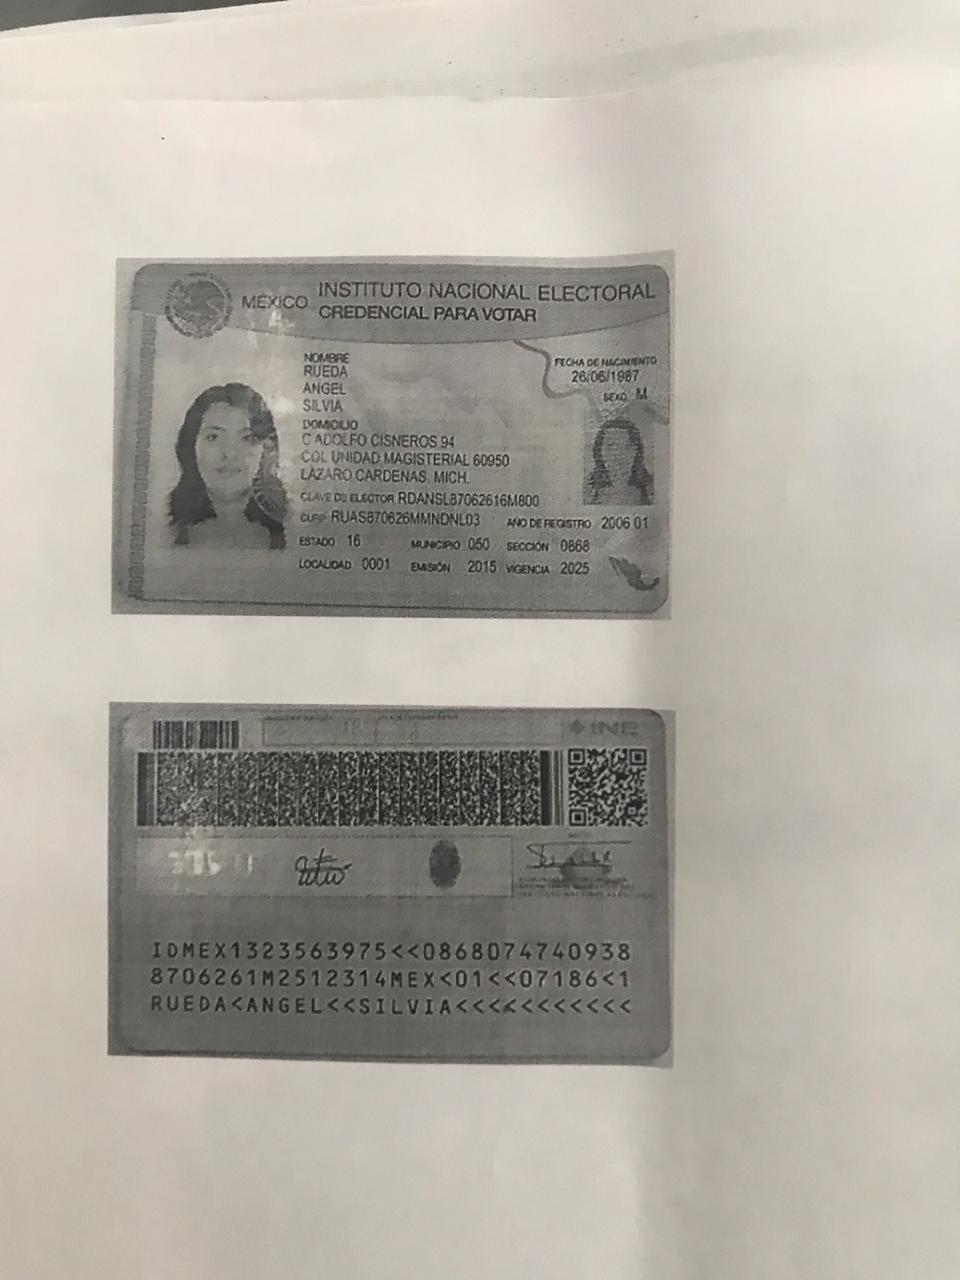 MÉXICO INSTITUTO NACIONAL ELECTORAL
CREDENCIAL PARA VOTAR
NOMBRE
RUEDA
ANGEL
SILVIA
FECHA DE NACIMIENTO
26/06/1987
SEXO M
DOMICILIO
C ADOLFO CISNEROS 94
COL UNIDAD MAGISTERIAL 60950
LÁZARO CARDENAS, MICH.
CLAVE DE ELECTOR RDANSL87062616M800
CURP RUAS870626MMNDNL03 AÑO DE REGISTRO 2006 01
ESTADO 16 MUNICIPIO 050 SECCIÓN 0868
LOCALIDAD 0001 EMISIÓN 2015 VIGENCIA 2025
INE
IDMEX1323563975<<0868074740938
8706261M2512314MEX<01<<07186<1
RUEDA<ANGEL<<SILVIA<<<<<<<<<<<